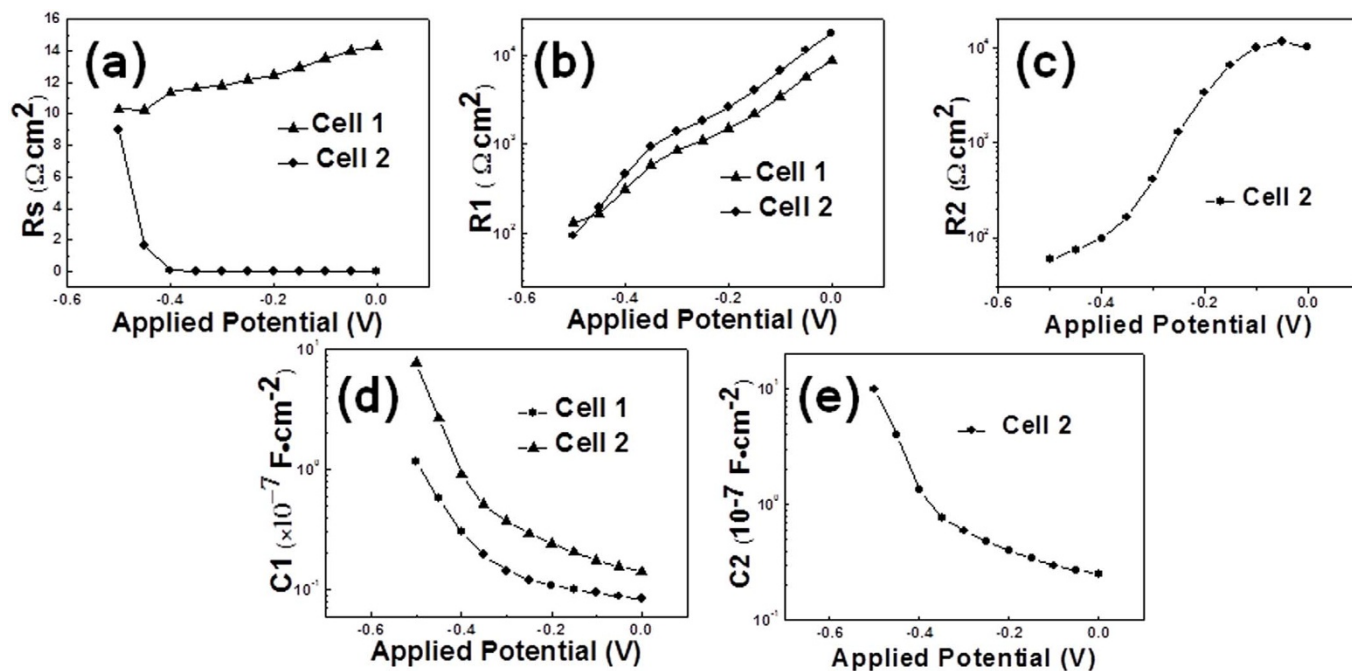 (a)
Rs (Ω cm²)
16
14
12
10
8
6
4
2
0
Cell 1
Cell 2
-0.6 -0.4 -0.2 0.0
Applied Potential (V)
(b)
R1 (Ω cm²)
10⁴
10³
10²
Cell 1
Cell 2
-0.6 -0.4 -0.2 0.0
Applied Potential (V)
(c)
R2 (Ω cm²)
10⁴
10³
10²
Cell 2
-0.6 -0.4 -0.2 0.0
Applied Potential (V)
(d)
C1 (×10⁻⁷ F•cm⁻²)
10¹
10⁰
10⁻¹
Cell 1
Cell 2
-0.6 -0.4 -0.2 0.0
Applied Potential (V)
(e)
C2 (10⁻⁷ F•cm⁻²)
10¹
10⁰
10⁻¹
Cell 2
-0.6 -0.4 -0.2 0.0
Applied Potential (V)